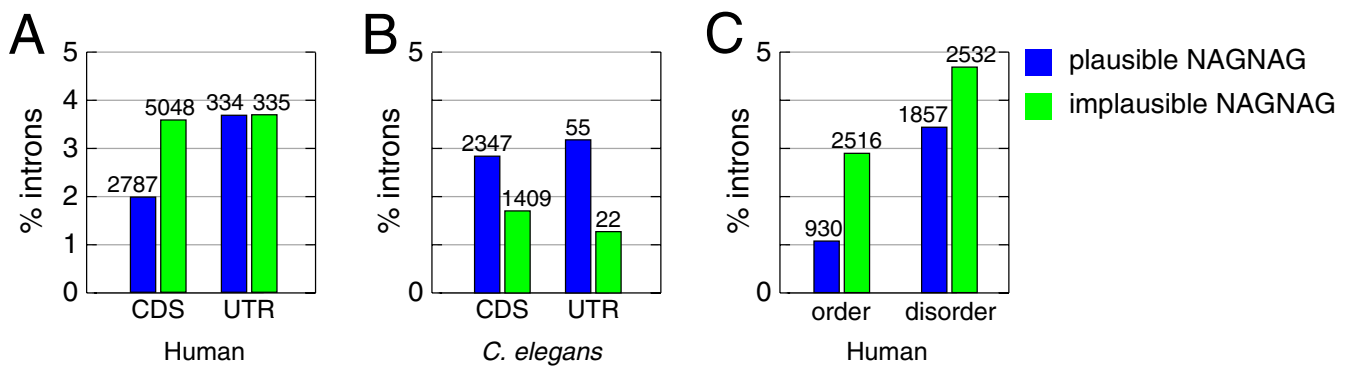 A
% introns
5
4
3
2
1
0
2787
5048
334
335
CDS
UTR
Human
B
% introns
5
0
2347
1409
55
22
CDS
UTR
C. elegans
C
% introns
5
0
930
2516
1857
2532
order
disorder
Human
plausible NAGNAG
implausible NAGNAG